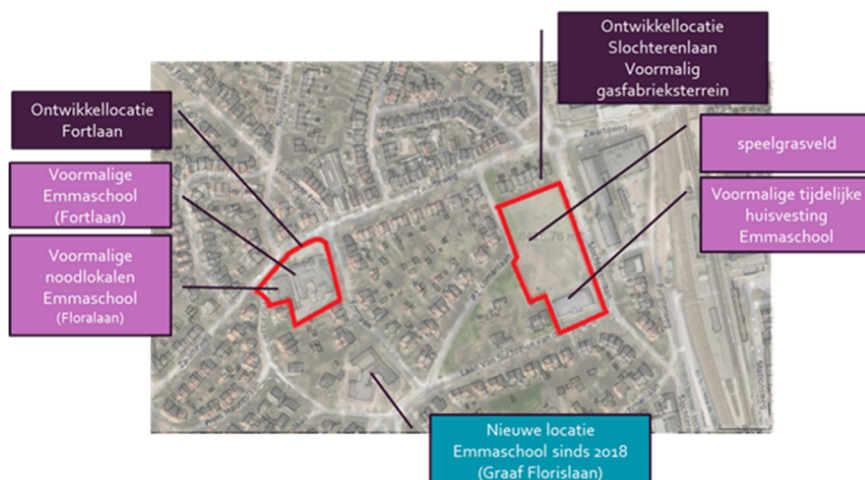 Ontwikkellocatie
Slochterenlaan
Voormalig
gasfabrieksterrein
Ontwikkellocatie
Fortlaan
Voormalige
Emmaschool
(Fortlaan)
Voormalige
noodlokalen
Emmaschool
(Floralaan)
speelgrasveld
Voormalige tijdelijke
huisvesting
Emmaschool
Zwarteweg
Nieuwe locatie
Emmaschool sinds 2018
(Graaf Florislaan)